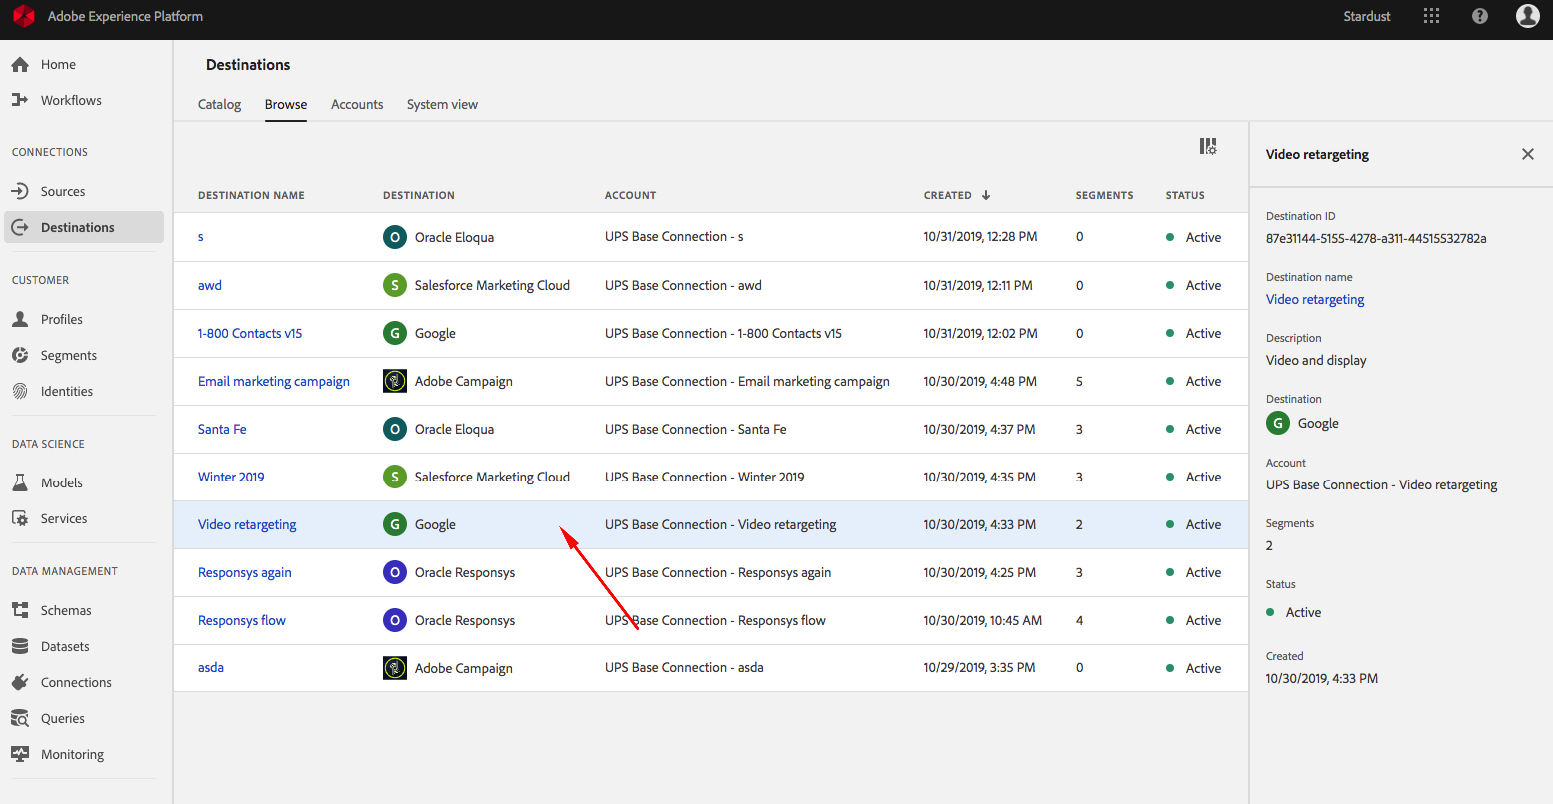 Adobe Experience Platform
Stardust
Home
Workflows
CONNECTIONS
Sources
Destinations
CUSTOMER
Profiles
Segments
Identities
DATA SCIENCE
Models
Services
DATA MANAGEMENT
Schemas
Datasets
Connections
Queries
Monitoring
Destinations
Catalog Browse Accounts System view
DESTINATION NAME DESTINATION ACCOUNT CREATED ↓ SEGMENTS STATUS
s O Oracle Eloqua UPS Base Connection - s 10/31/2019, 12:28 PM 0 Active
awd S Salesforce Marketing Cloud UPS Base Connection - awd 10/31/2019, 12:11 PM 0 Active
1-800 Contacts v15 G Google UPS Base Connection - 1-800 Contacts v15 10/31/2019, 12:02 PM 0 Active
Email marketing campaign Adobe Campaign UPS Base Connection - Email marketing campaign 10/30/2019, 4:48 PM 5 Active
Santa Fe O Oracle Eloqua UPS Base Connection - Santa Fe 10/30/2019, 4:37 PM 3 Active
Winter 2019 S Salesforce Marketing Cloud UPS Base Connection - Winter 2019 10/30/2019, 4:35 PM 3 Active
Video retargeting G Google UPS Base Connection - Video retargeting 10/30/2019, 4:33 PM 2 Active
Responsys again O Oracle Responsys UPS Base Connection - Responsys again 10/30/2019, 4:25 PM 3 Active
Responsys flow O Oracle Responsys UPS Base Connection - Responsys flow 10/30/2019, 10:45 AM 4 Active
asda Adobe Campaign UPS Base Connection - asda 10/29/2019, 3:35 PM 0 Active
Video retargeting
Destination ID
87e31144-5155-4278-a311-44515532782a
Destination name
Video retargeting
Description
Video and display
Destination
G Google
Account
UPS Base Connection - Video retargeting
Segments
2
Status
Active
Created
10/30/2019, 4:33 PM